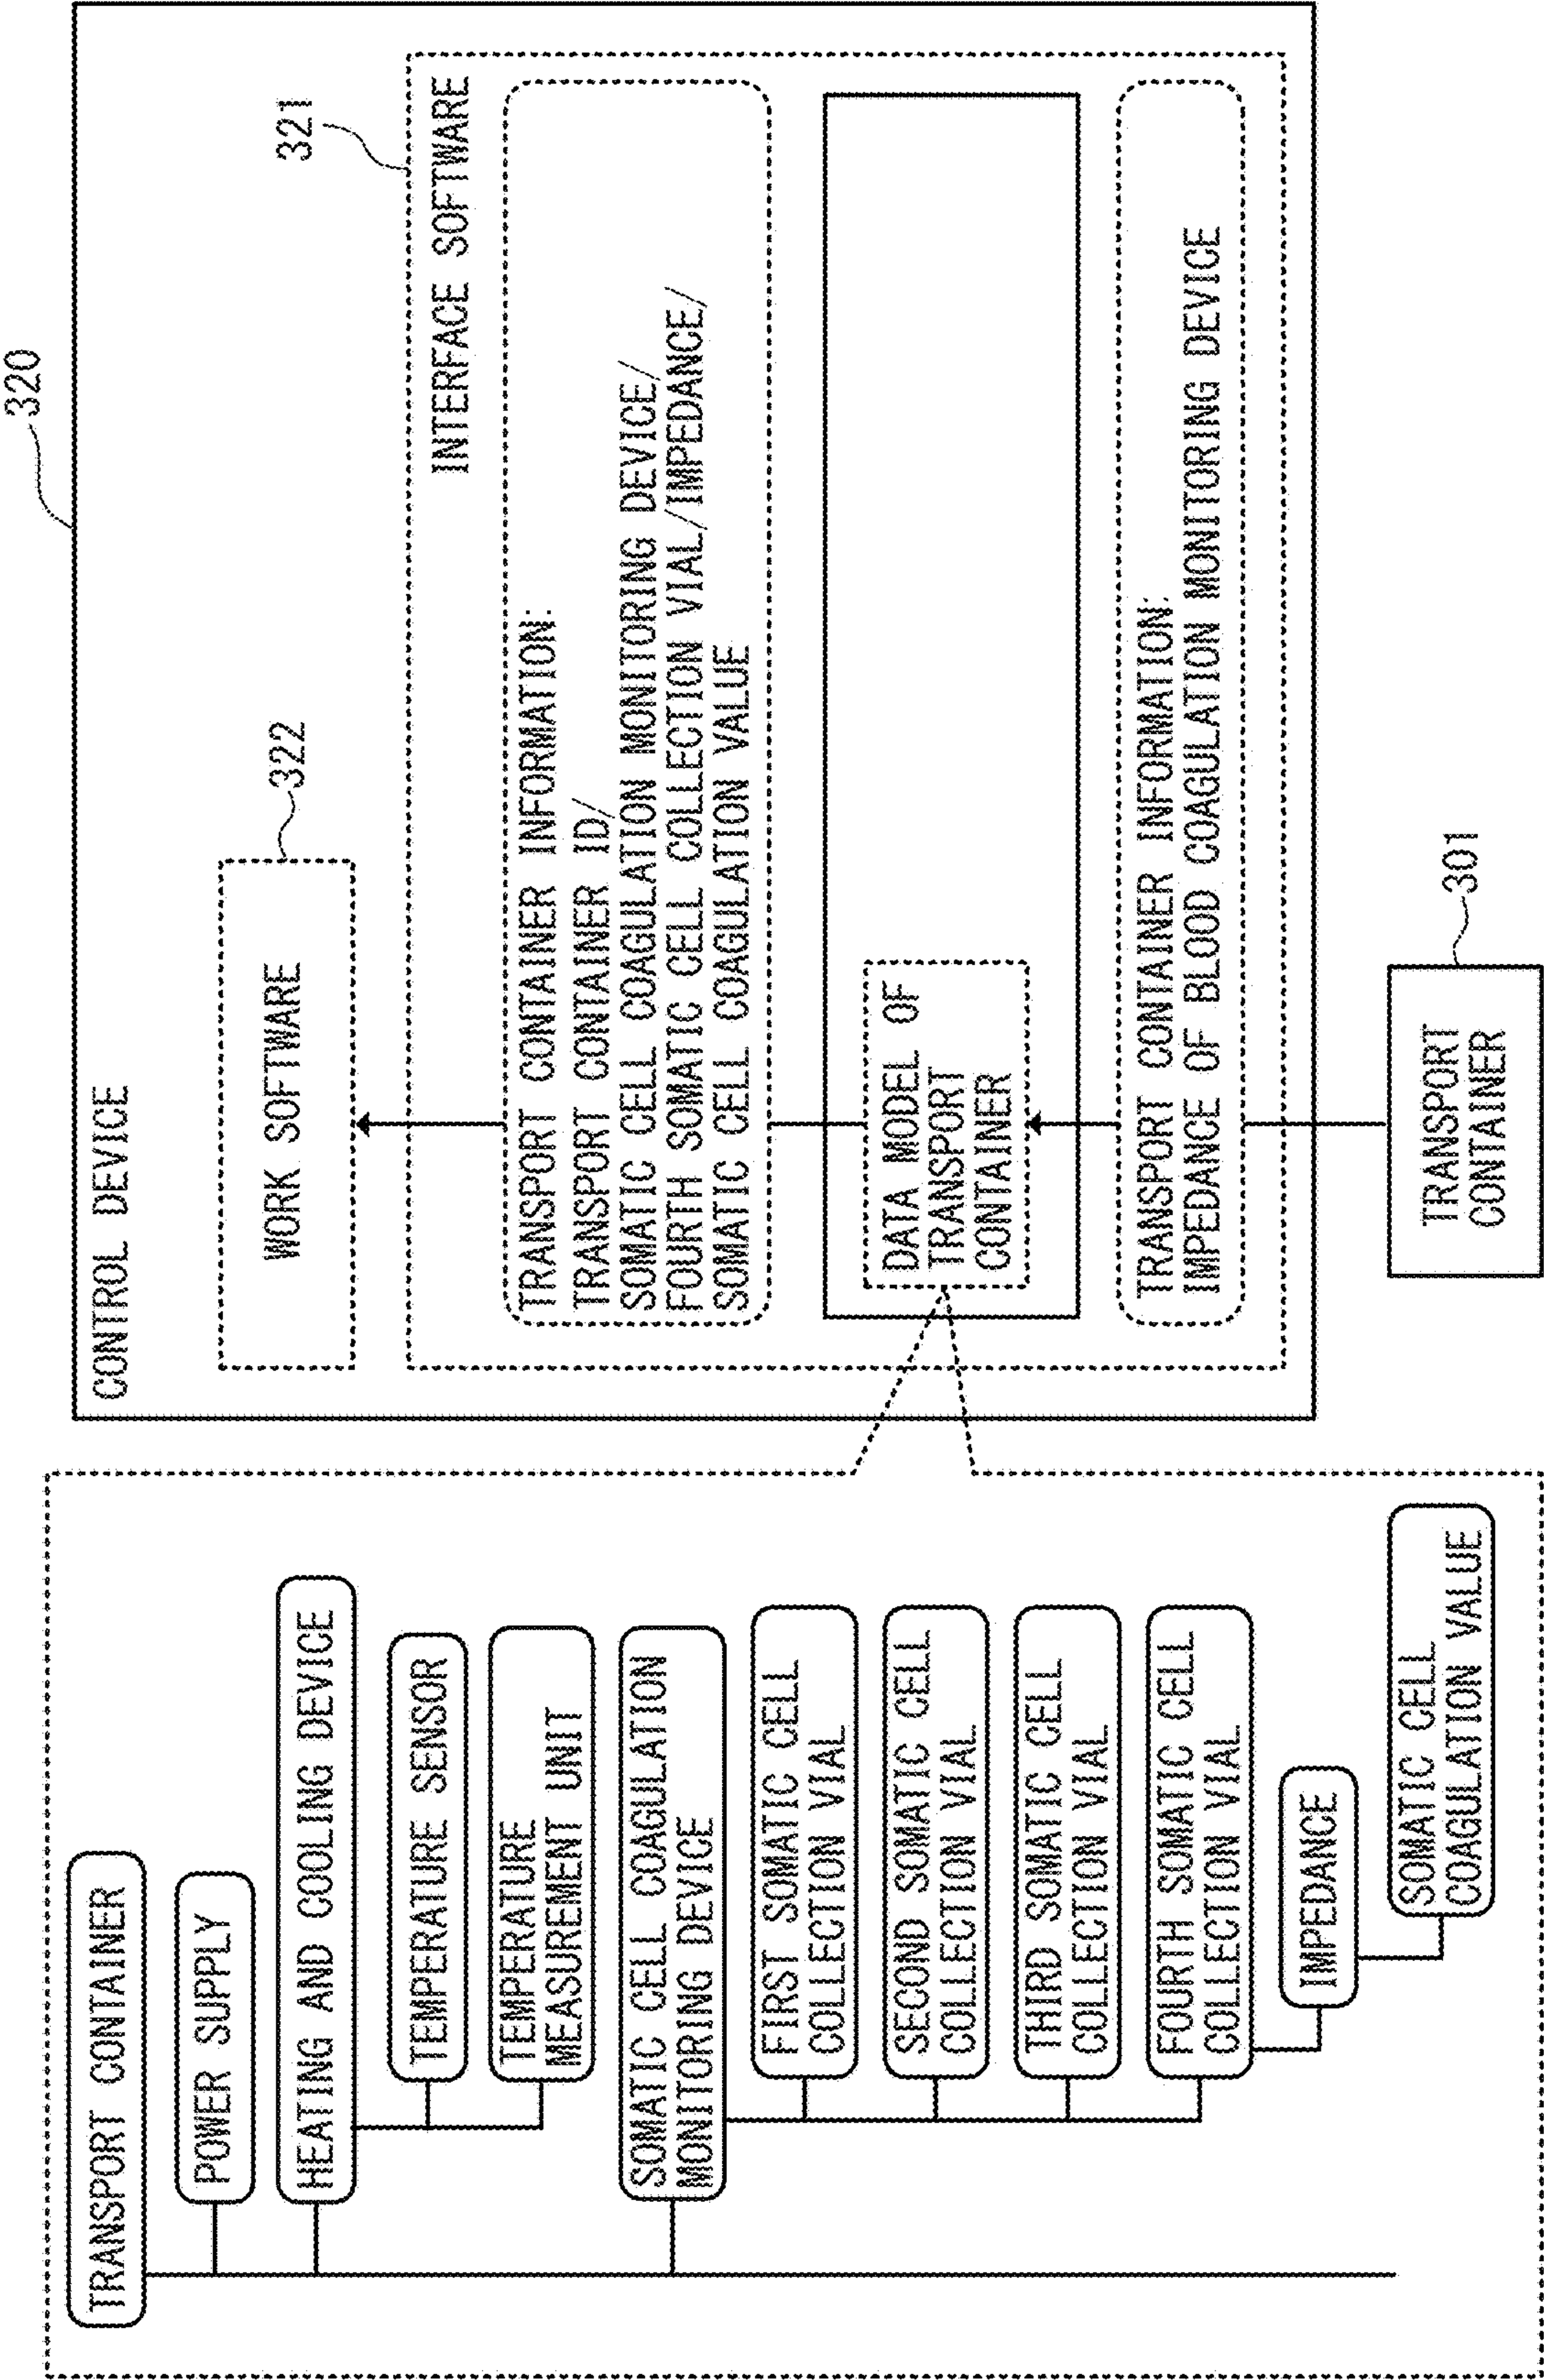 TRANSPORT CONTAINER
POWER SUPPLY
HEATING AND COOLING DEVICE
TEMPERATURE SENSOR
TEMPERATURE
MEASUREMENT UNIT
SOMATIC CELL COAGULATION
MONITORING DEVICE
FIRST SOMATIC CELL
COLLECTION VIAL
SECOND SOMATIC CELL
COLLECTION VIAL
THIRD SOMATIC CELL
COLLECTION VIAL
FOURTH SOMATIC CELL
COLLECTION VIAL
IMPEDANCE
SOMATIC CELL
COAGULATION VALUE
320
CONTROL DEVICE
322
WORK SOFTWARE
321
INTERFACE SOFTWARE
TRANSPORT CONTAINER INFORMATION:
TRANSPORT CONTAINER ID/
SOMATIC CELL COAGULATION MONITORING DEVICE/
FOURTH SOMATIC CELL COLLECTION VIAL/IMPEDANCE/
SOMATIC CELL COAGULATION VALUE
DATA MODEL OF
TRANSPORT
CONTAINER
TRANSPORT CONTAINER INFORMATION:
IMPEDANCE OF BLOOD COAGULATION MONITORING DEVICE
301
TRANSPORT
CONTAINER